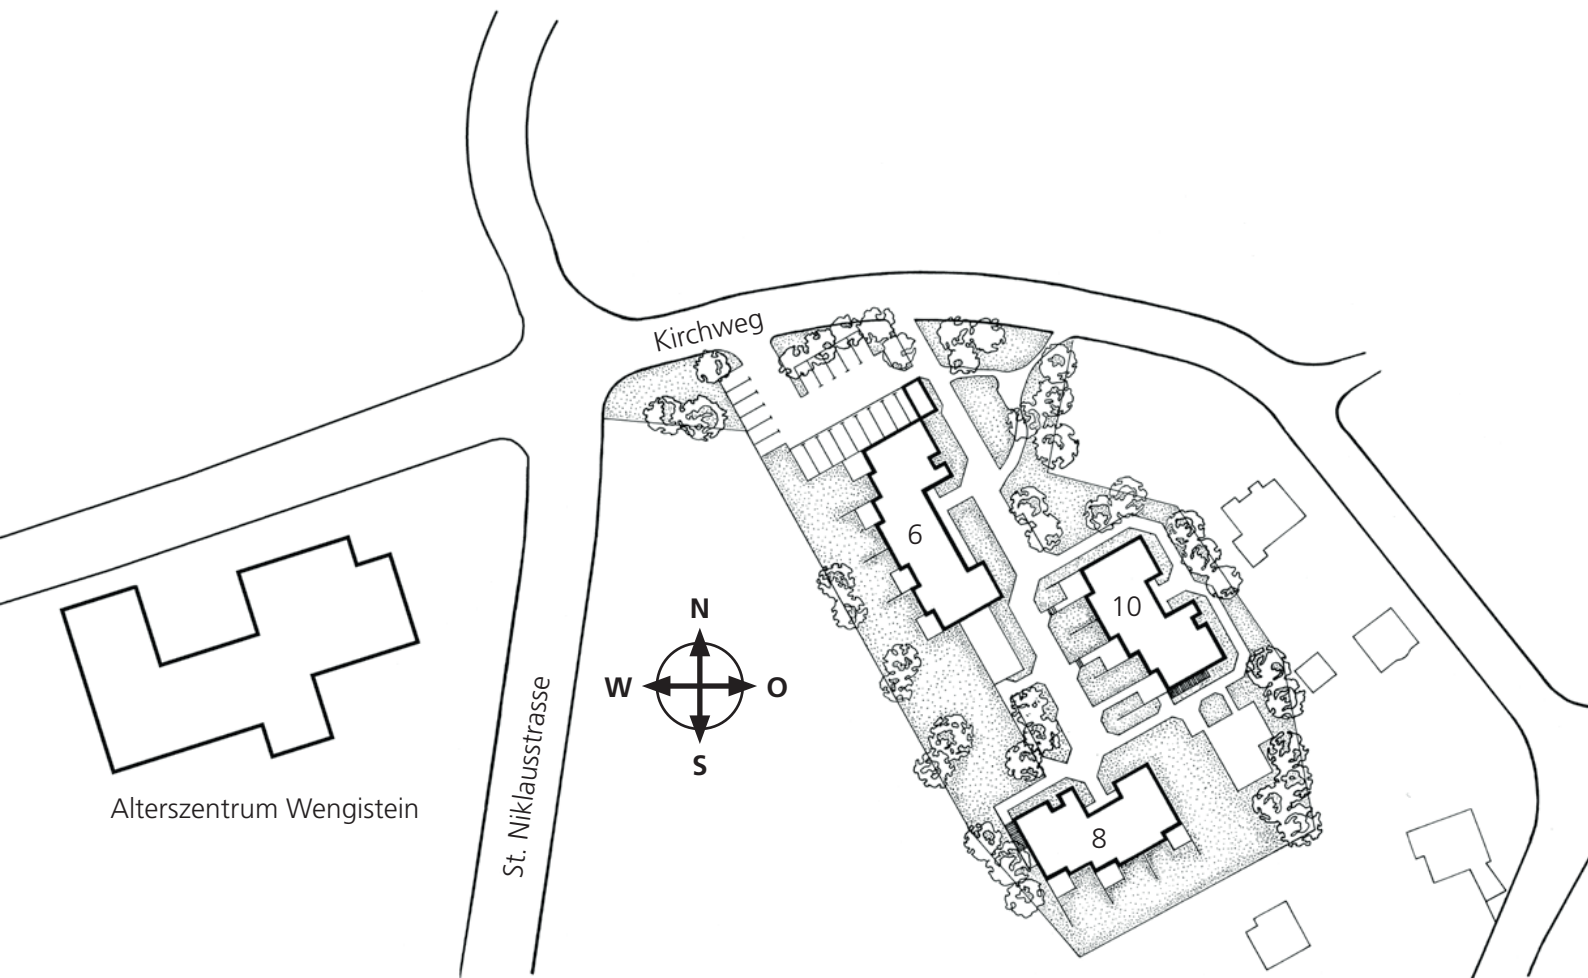 Kirchweg
6
10
N
W
O
S
St. Niklausstrasse
Alterszentrum Wengistein
8